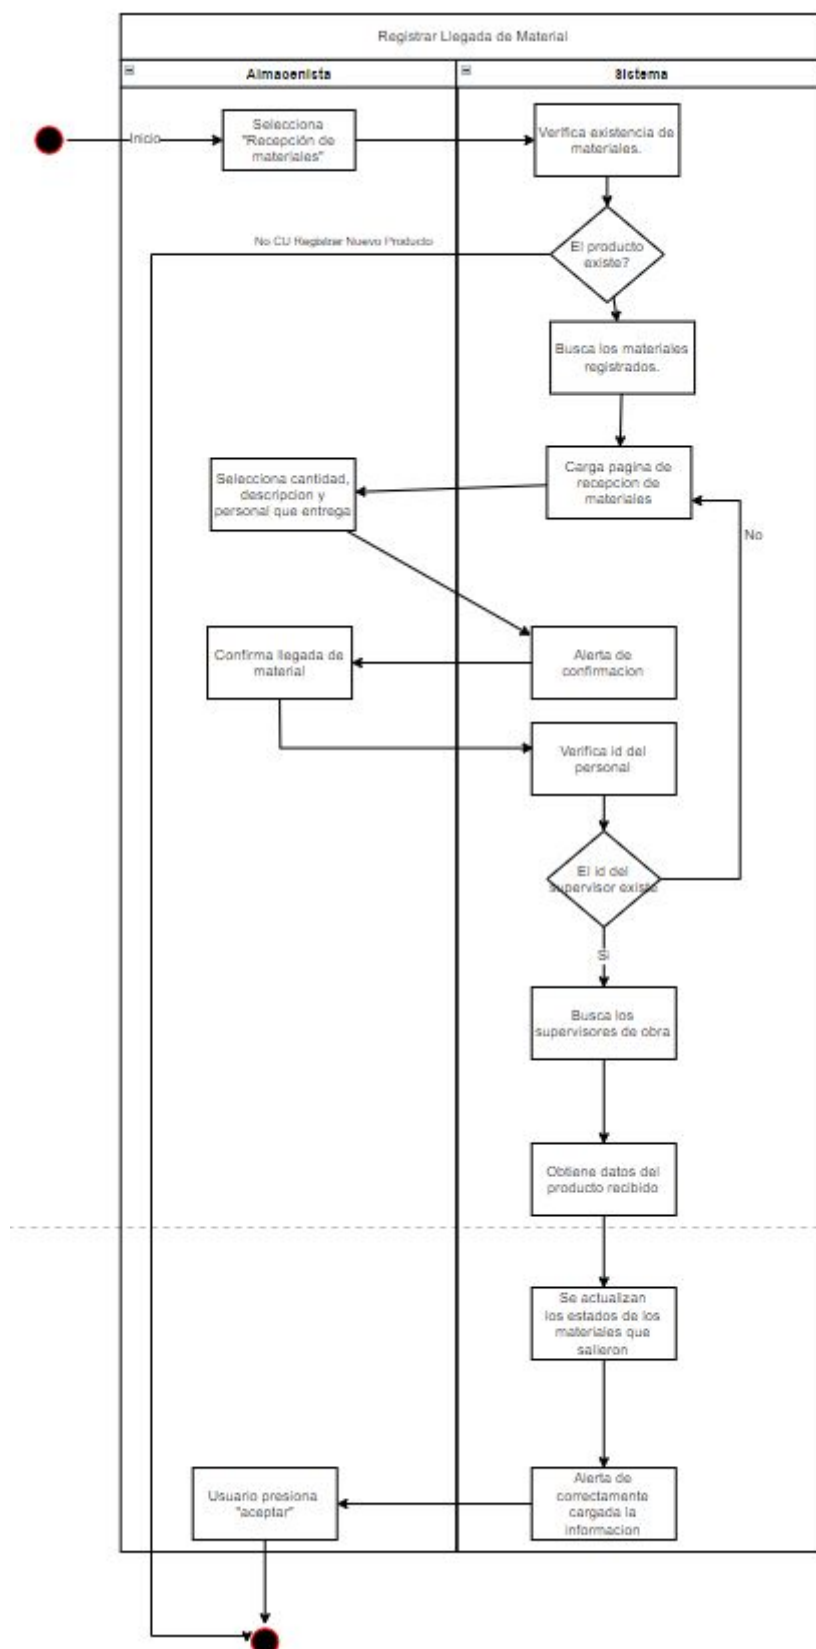 Registrar Llegada de Material
Almacenista
Sistema
Inicio
Selecciona
"Recepción de
materiales"
Verifica existencia de
materiales.
No CU Registrar Nuevo Producto
El producto
existe?
Busca los materiales
registrados.
Selecciona cantidad,
descripcion y
personal que entrega
Carga pagina de
recepcion de
materiales
No
Confirma llegada de
material
Alerta de
confirmacion
Verifica id del
personal
El id del
supervisor existe
Si
Busca los
supervisores de obra
Obtiene datos del
producto recibido
Se actualizan
los estados de los
materiales que
salieron
Usuario presiona
"aceptar"
Alerta de
correctamente
cargada la
informacion